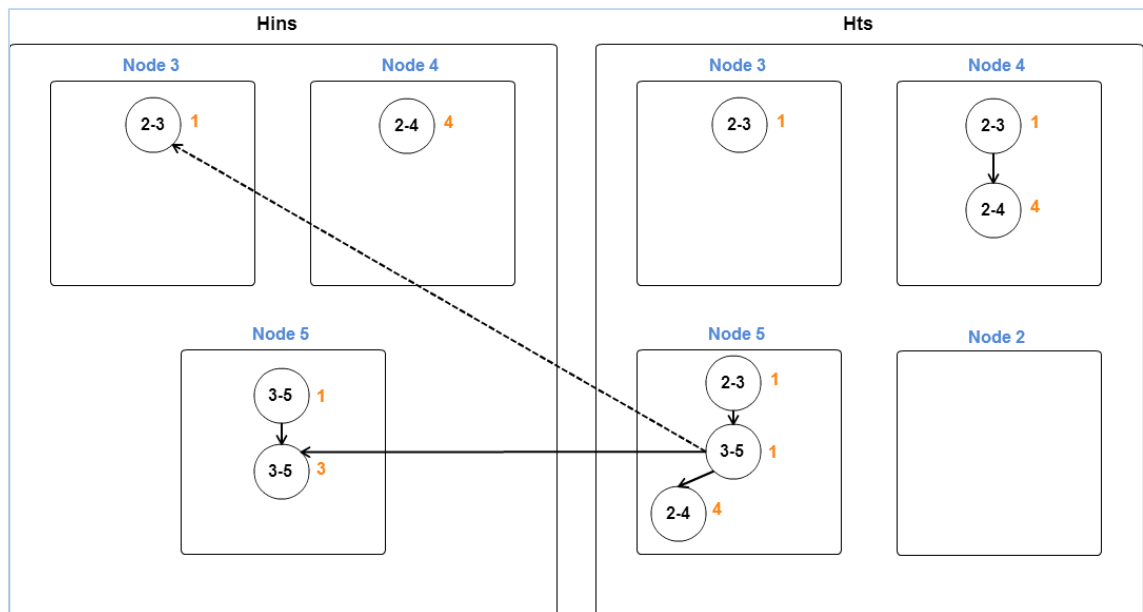 Hins
Hts
Node 3
Node 4
Node 3
Node 4
2-3 1
2-4 4
2-3 1
2-3 1
2-4 4
Node 5
Node 5
Node 2
3-5 1
2-3 1
3-5 3
3-5 1
2-4 4